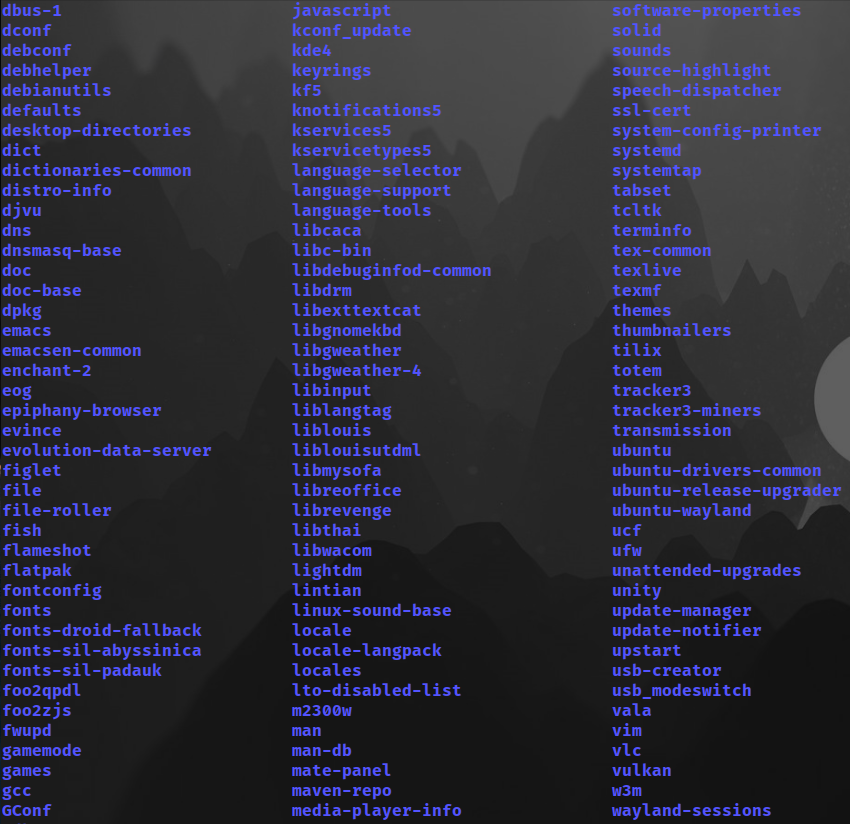 dbus-1 javascript software-properties
dconf kconf_update solid
debconf kde4 sounds
debhelper keyrings source-highlight
debianutils kf5 speech-dispatcher
defaults knotifications5 ssl-cert
desktop-directories kservices5 system-config-printer
dict kservicetypes5 systemd
dictionaries-common language-selector systemtap
distro-info language-support tabset
djvu language-tools tcltk
dns libcaca terminfo
dnsmasq-base libc-bin tex-common
doc libdebuginfod-common texlive
doc-base libdrm texmf
dpkg libexttextcat themes
emacs libgnomekbd thumbnailers
emacsen-common libgweather tilix
enchant-2 libgweather-4 totem
eog libinput tracker3
epiphany-browser liblangtag tracker3-miners
evince liblouis transmission
evolution-data-server liblouisutdml ubuntu
figlet libmysofa ubuntu-drivers-common
file libreoffice ubuntu-release-upgrader
file-roller librevenge ubuntu-wayland
fish libthai ucf
flameshot libwacom ufw
flatpak lightdm unattended-upgrades
fontconfig lintian unity
fonts linux-sound-base update-manager
fonts-droid-fallback locale update-notifier
fonts-sil-abyssinica locale-langpack upstart
fonts-sil-padauk locales usb-creator
foo2qpdl lto-disabled-list usb_modeswitch
foo2zjs m2300w vala
fwupd man vim
gamemode man-db vlc
games mate-panel vulkan
gcc maven-repo w3m
GConf media-player-info wayland-sessions